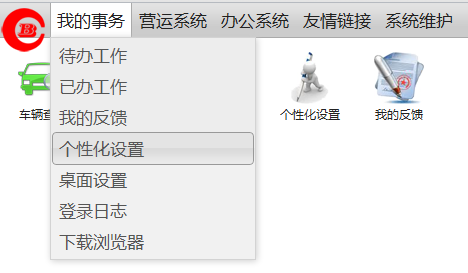 我的事务 营运系统 办公系统 友情链接 系统维护
待办工作
已办工作
我的反馈
个性化设置
桌面设置
登录日志
下载浏览器
车辆
个性化设置
我的反馈